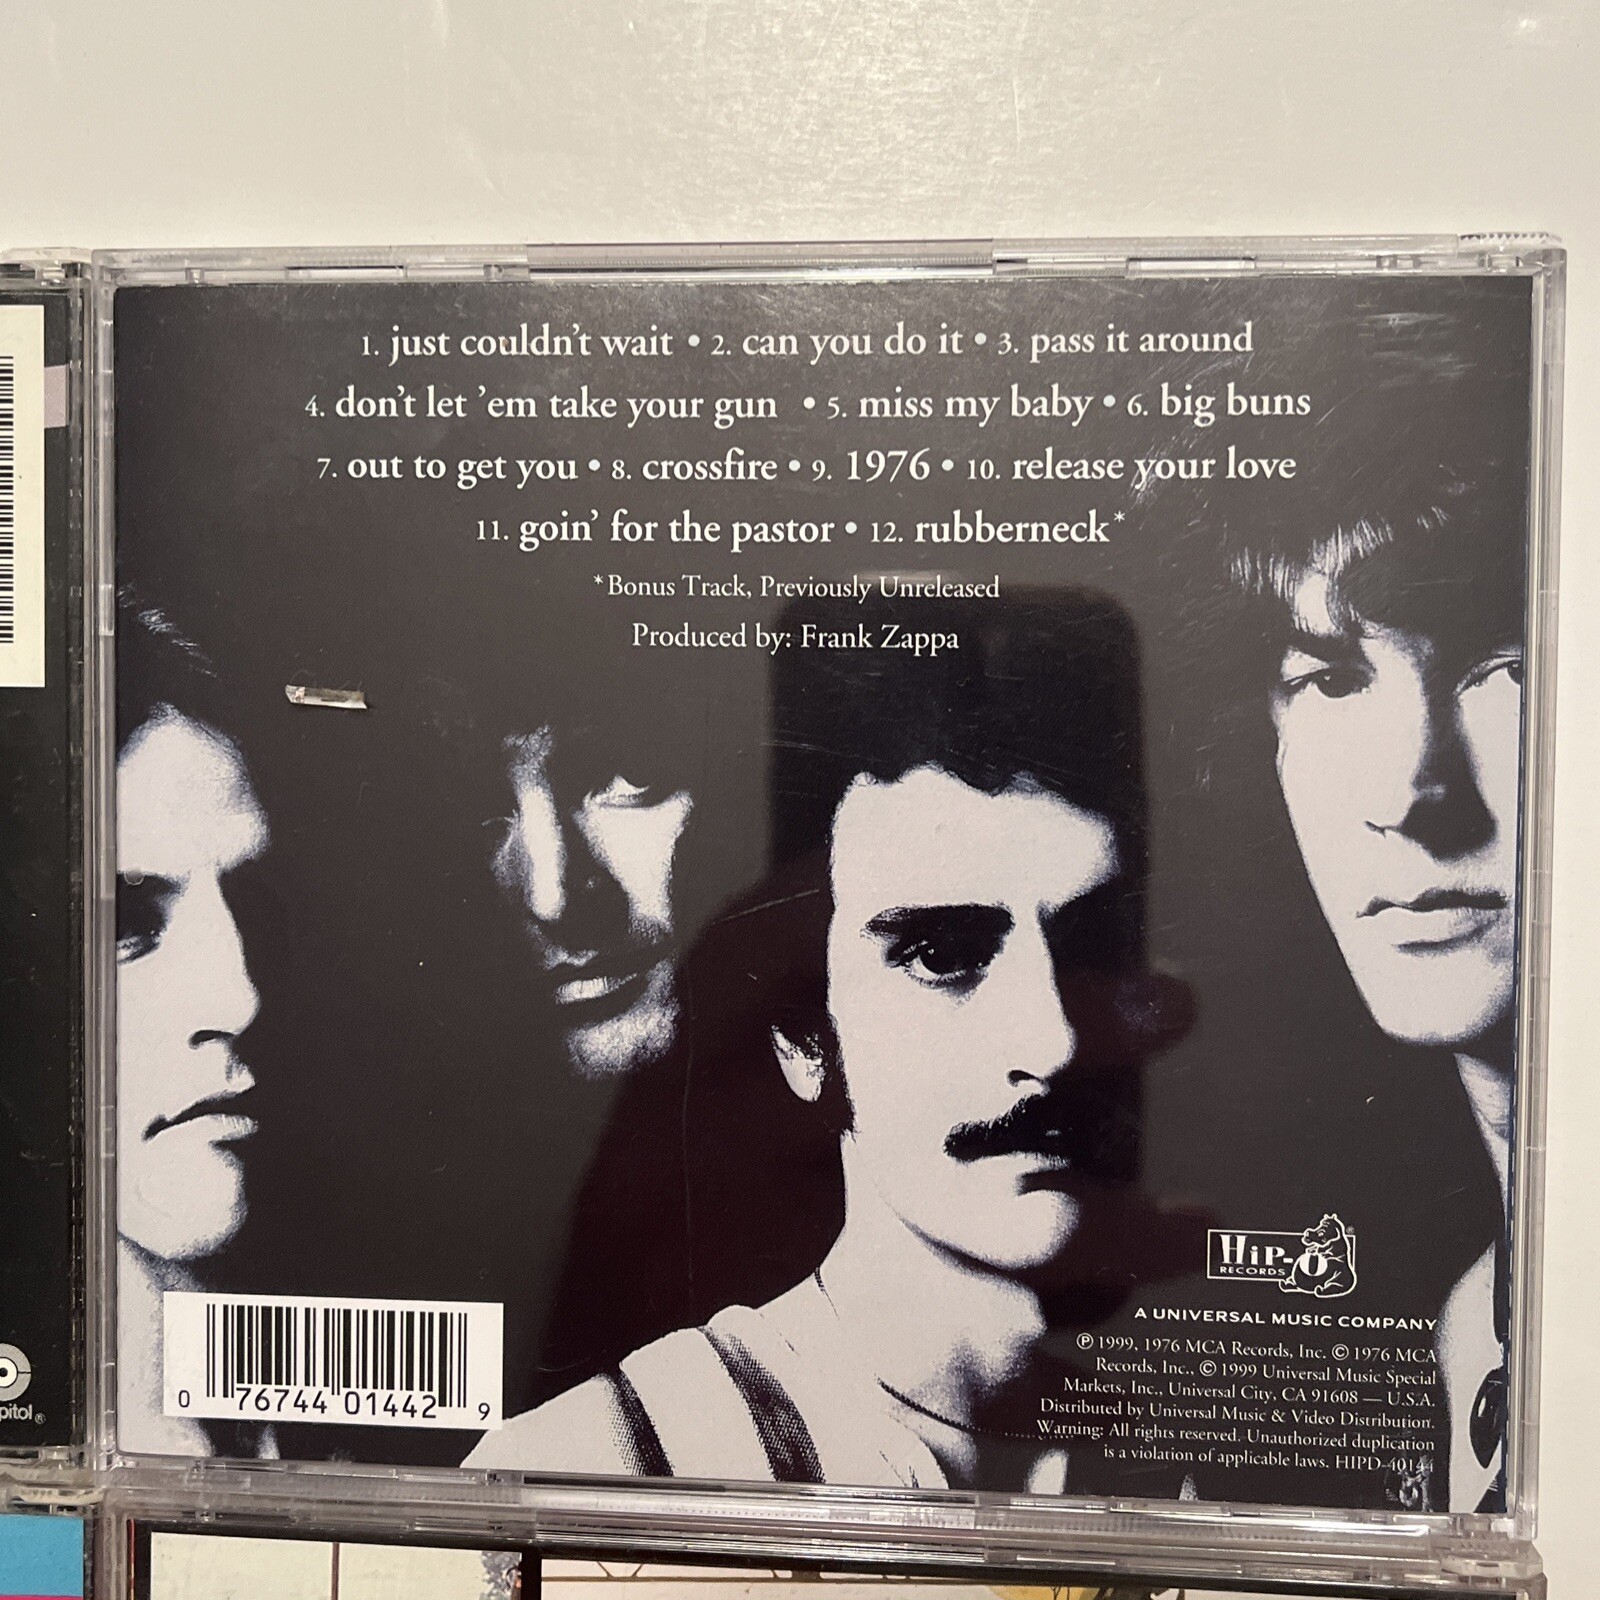 1. just couldn't wait • 2. can you do it • 3. pass it around
4. don't let 'em take your gun • 5. miss my baby • 6. big buns
7. out to get you • 8. crossfire • 9. 1976 • 10. release your love
11. goin' for the pastor • 12. rubberneck*
*Bonus Track, Previously Unreleased
Produced by: Frank Zappa
HiP-O
RECORDS
®
A UNIVERSAL MUSIC COMPANY
℗ 1999, 1976 MCA Records, Inc. © 1976 MCA
Records, Inc., © 1999 Universal Music Special
Markets, Inc., Universal City, CA 91608 — U.S.A.
Distributed by Universal Music & Video Distribution.
Warning: All rights reserved. Unauthorized duplication
is a violation of applicable laws. HIPD-40144
0 76744 01442 9
pitol®